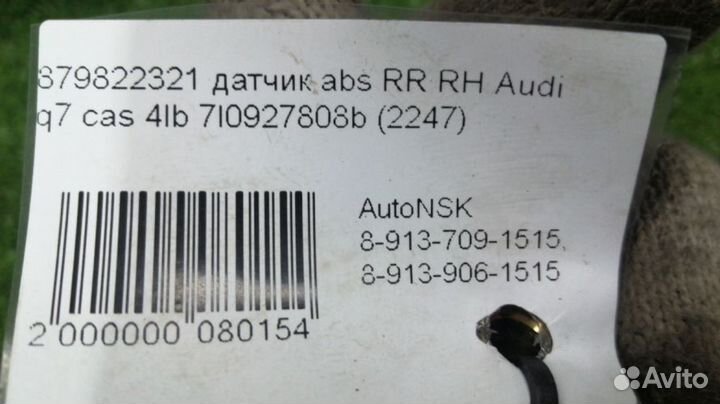 879822321 датчик abs RR RH Audi
q7 cas 4lb 7l0927808b (2247)
AutoNSK
8-913-709-1515,
8-913-906-1515
2 000000 080154
Avito